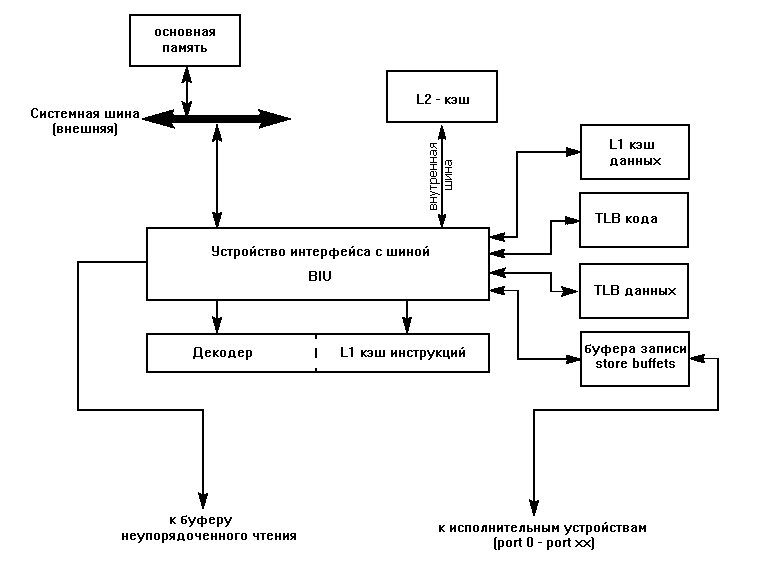 основная
память
Системная шина
(внешняя)
L2 - кэш
внутренная
шина
L1 кэш
данных
TLB кода
Устройство интерфейса с шиной
BIU
TLB данных
Декодер
L1 кэш инструкций
буфера записи
store buffets
к буферу
неупорядоченного чтения
к исполнительным устройствам
(port 0 - port xx)